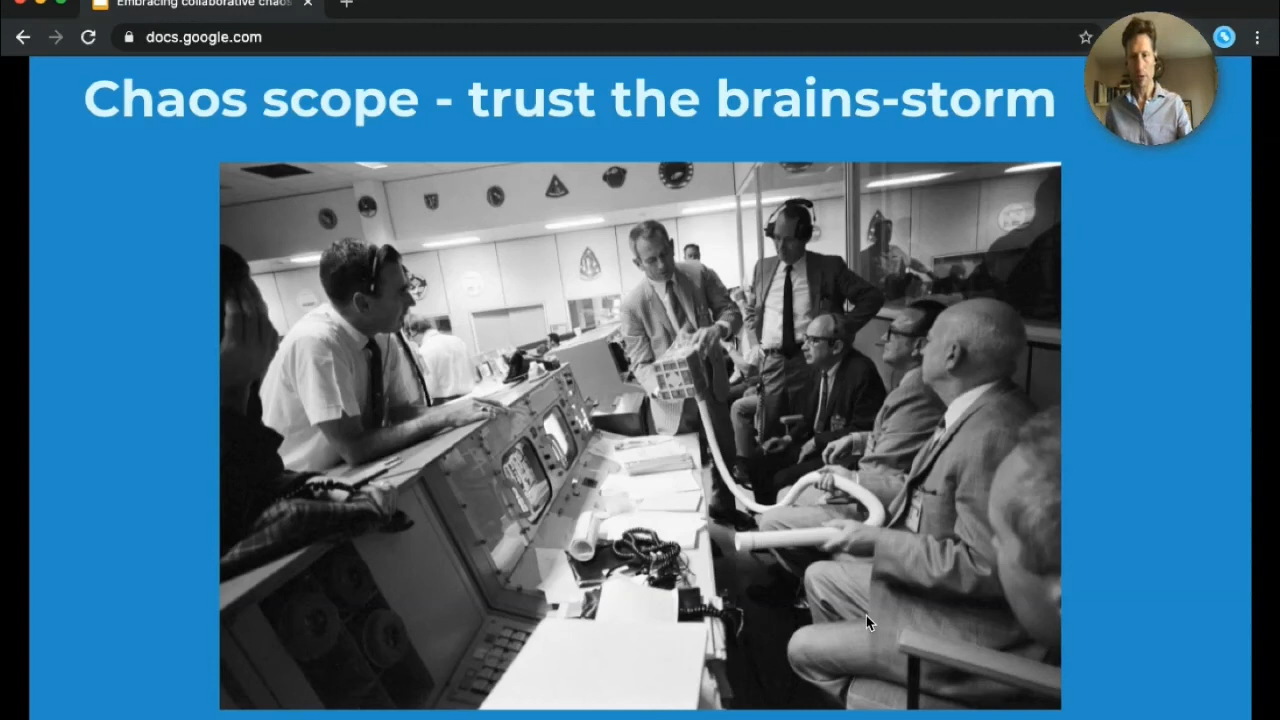 Embracing collaborative chaos
docs.google.com
Chaos scope - trust the brains-storm